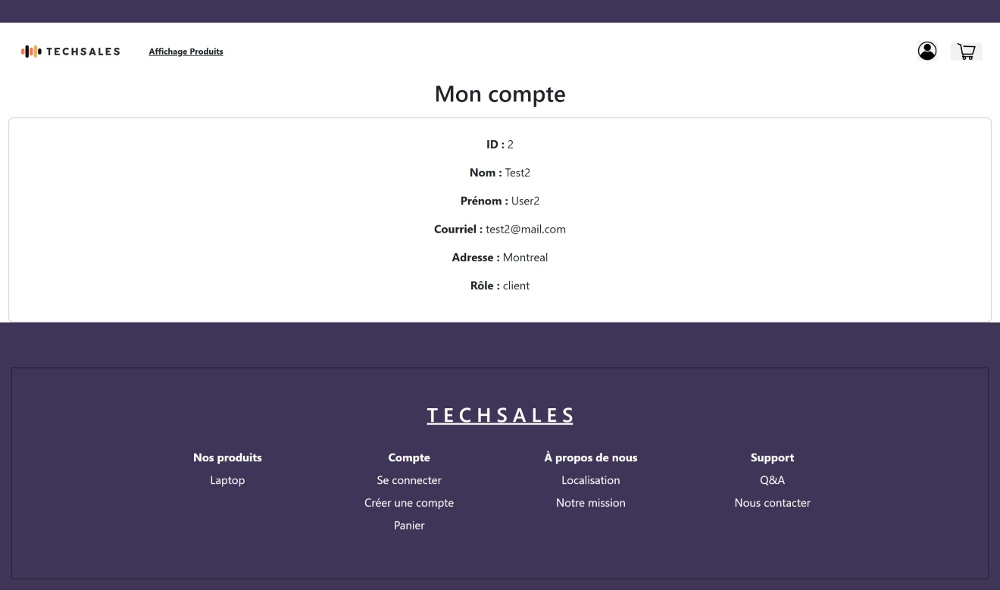 TECHSALES
Affichage Produits
Mon compte
ID : 2
Nom : Test2
Prénom : User2
Courriel : test2@mail.com
Adresse : Montreal
Rôle : client
TECHSALES
Nos produits
Laptop
Compte
Se connecter
Créer une compte
Panier
À propos de nous
Localisation
Notre mission
Support
Q&A
Nous contacter